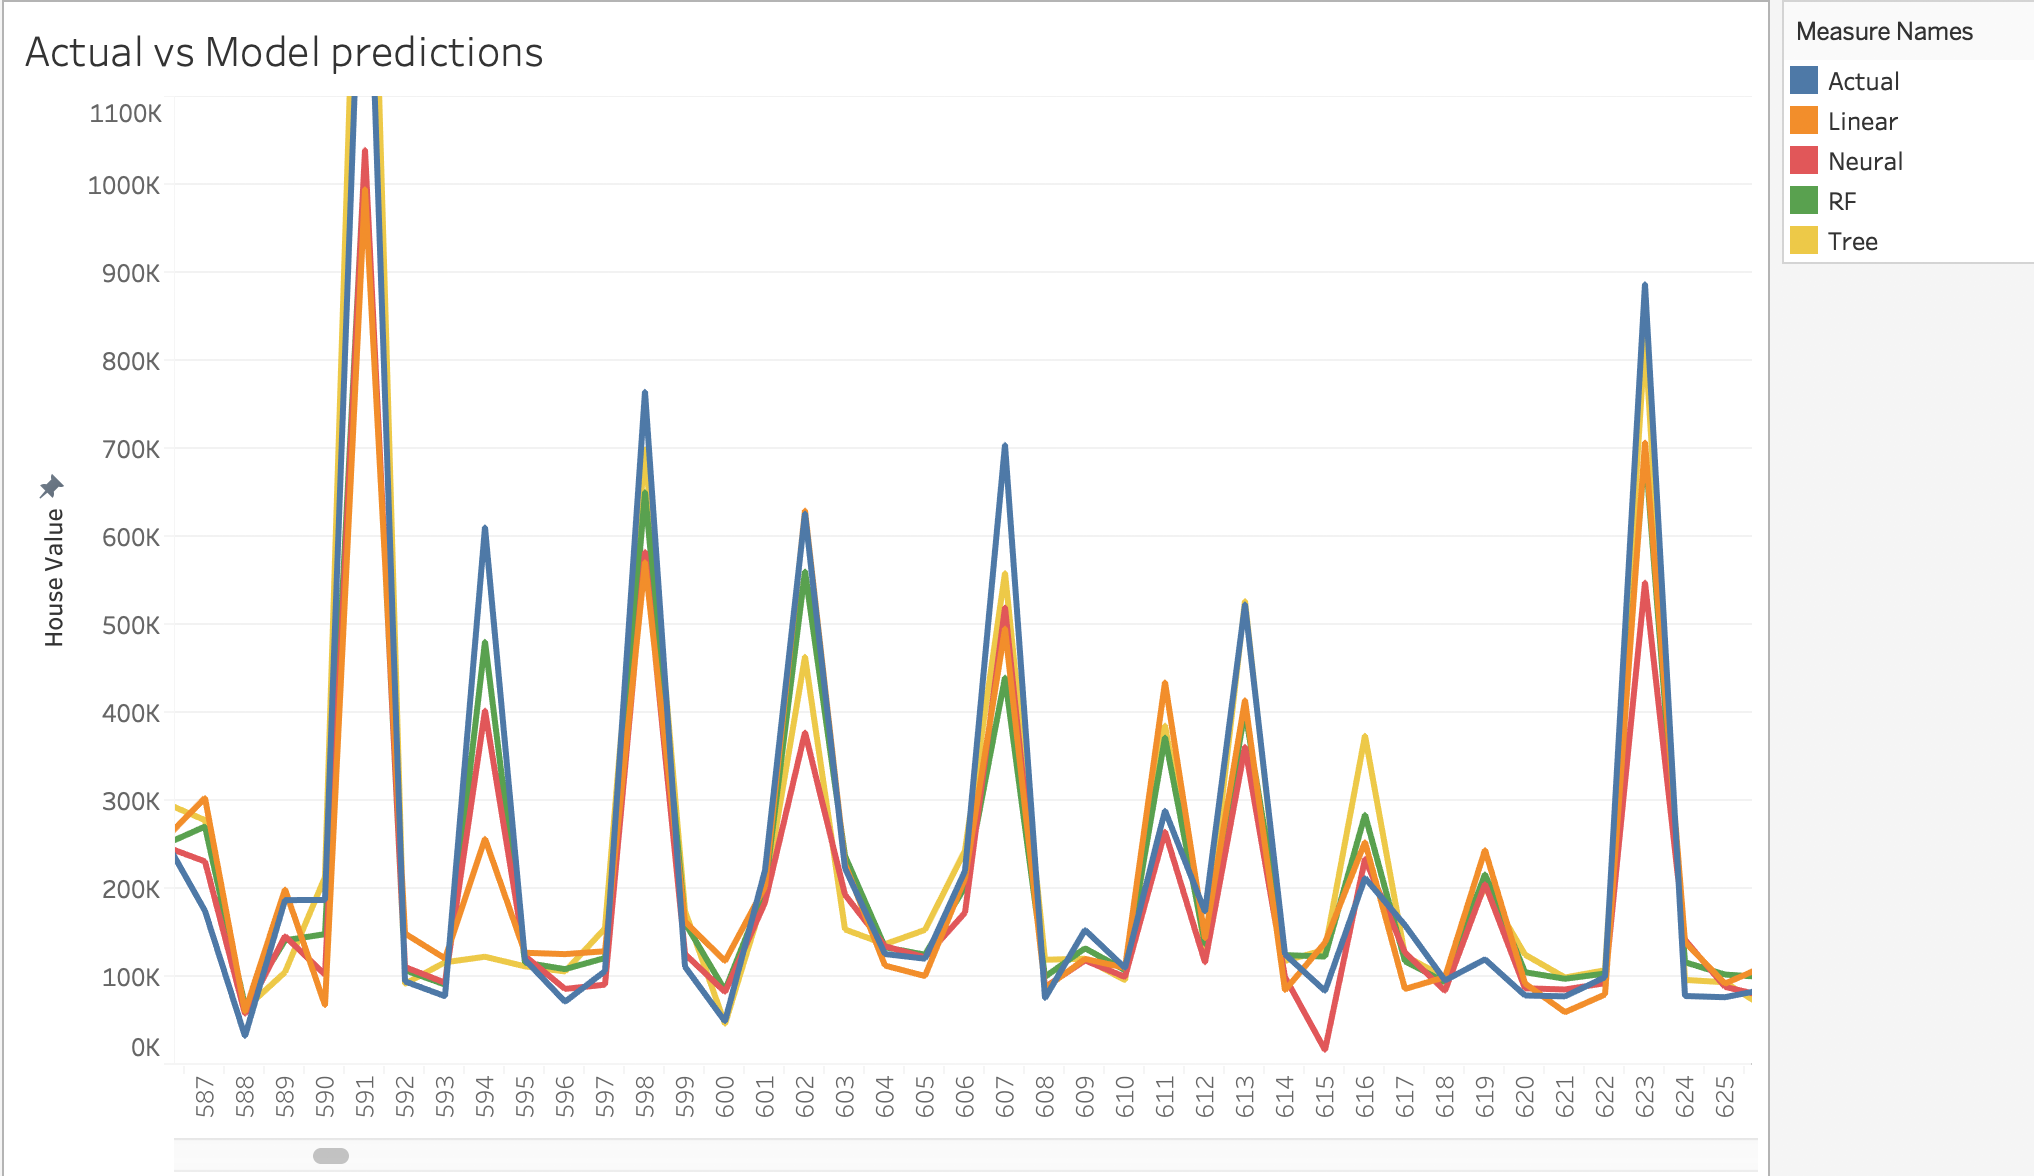 Actual vs Model predictions
Measure Names
Actual
Linear
Neural
RF
Tree
House Value
1100K
1000K
900K
800K
700K
600K
500K
400K
300K
200K
100K
0K
587
588
589
590
591
592
593
594
595
596
597
598
599
600
601
602
603
604
605
606
607
608
609
610
611
612
613
614
615
616
617
618
619
620
621
622
623
624
625